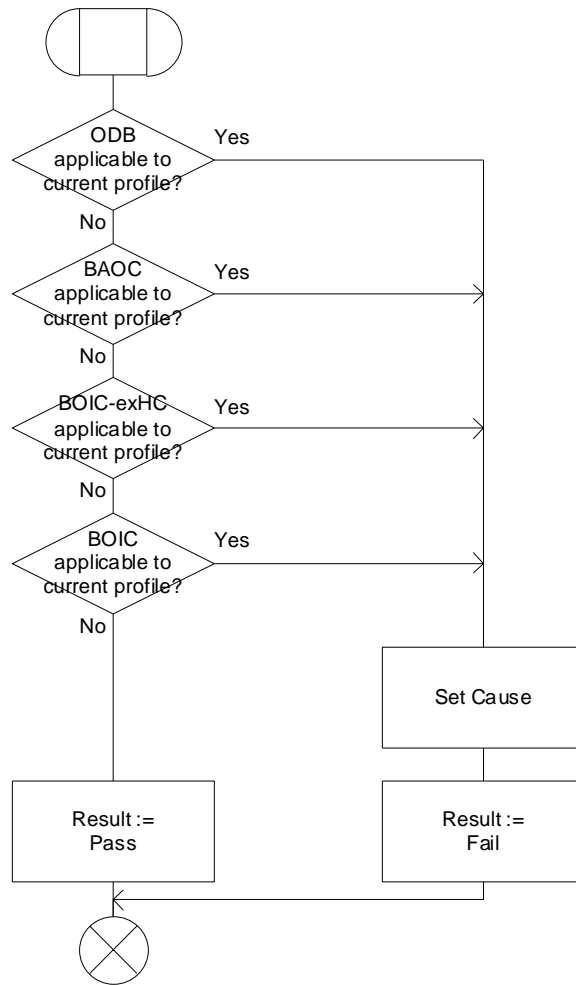 ODB
applicable to
current profile?
Yes
No
BAOC
applicable to
current profile?
Yes
No
BOIC-exHC
applicable to
current profile?
Yes
No
BOIC
applicable to
current profile?
Yes
No
Set Cause
Result :=
Pass
Result :=
Fail